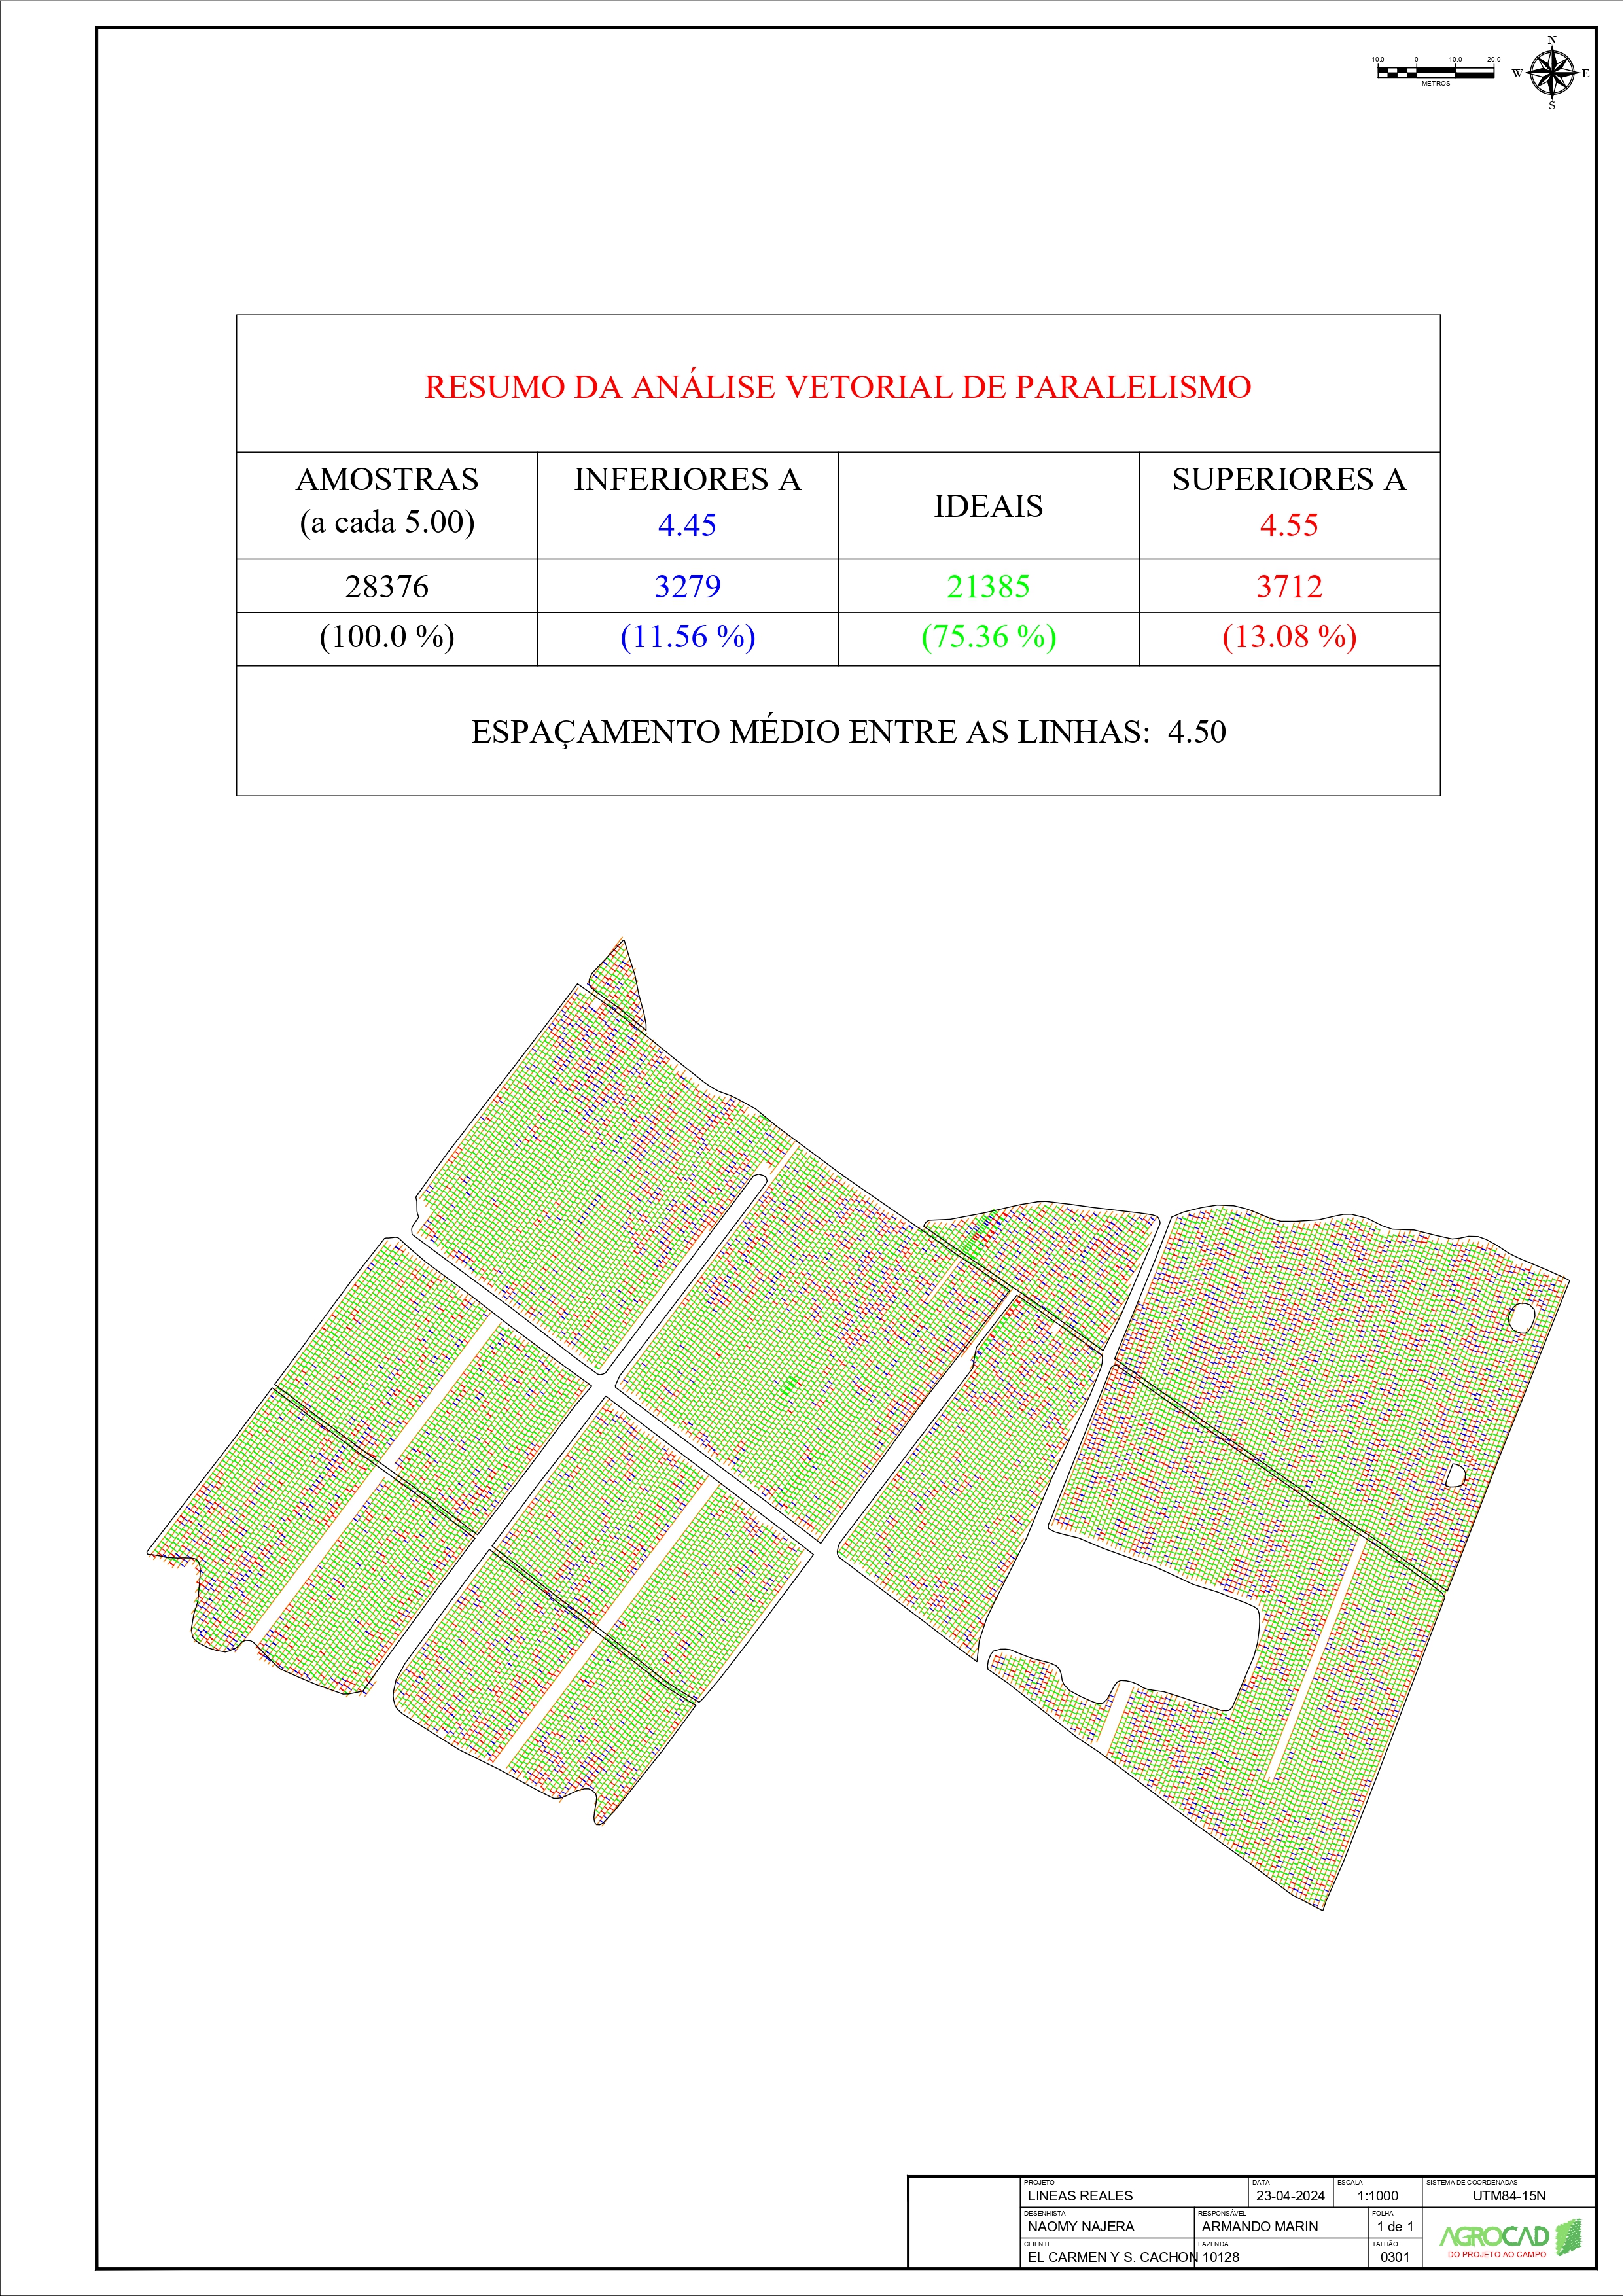 N
10.0 0 10.0 20.0
W E
METROS
S
RESUMO DA ANÁLISE VETORIAL DE PARALELISMO
AMOSTRAS
(a cada 5.00)
INFERIORES A
4.45
IDEAIS
SUPERIORES A
4.55
28376 3279 21385 3712
(100.0 %) (11.56 %) (75.36 %) (13.08 %)
ESPAÇAMENTO MÉDIO ENTRE AS LINHAS: 4.50
PROJETO
LINEAS REALES
DATA
23-04-2024
ESCALA
1:1000
SISTEMA DE COORDENADAS
UTM84-15N
DESENHISTA
NAOMY NAJERA
RESPONSÁVEL
ARMANDO MARIN
FOLHA
1 de 1
CLIENTE
EL CARMEN Y S. CACHON
FAZENDA
10128
TALHÃO
0301
AGROCAD
DO PROJETO AO CAMPO